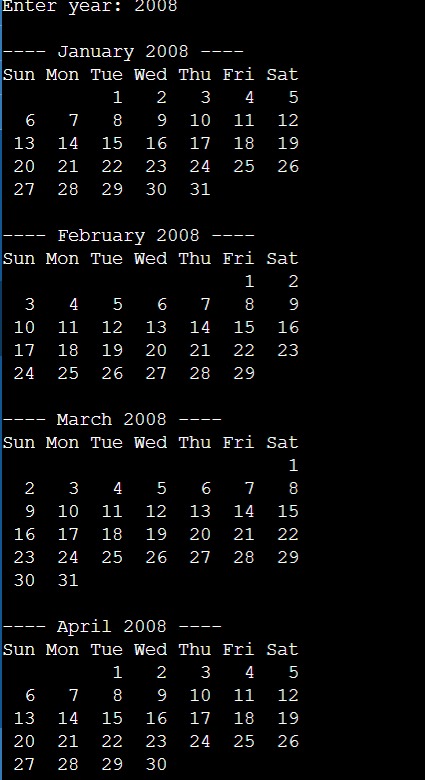 Enter year: 2008
---- January 2008 ----
Sun Mon Tue Wed Thu Fri Sat
          1   2   3   4   5
  6   7   8   9  10  11  12
 13  14  15  16  17  18  19
 20  21  22  23  24  25  26
 27  28  29  30  31
---- February 2008 ----
Sun Mon Tue Wed Thu Fri Sat
                      1   2
  3   4   5   6   7   8   9
 10  11  12  13  14  15  16
 17  18  19  20  21  22  23
 24  25  26  27  28  29
---- March 2008 ----
Sun Mon Tue Wed Thu Fri Sat
                          1
  2   3   4   5   6   7   8
  9  10  11  12  13  14  15
 16  17  18  19  20  21  22
 23  24  25  26  27  28  29
 30  31
---- April 2008 ----
Sun Mon Tue Wed Thu Fri Sat
          1   2   3   4   5
  6   7   8   9  10  11  12
 13  14  15  16  17  18  19
 20  21  22  23  24  25  26
 27  28  29  30